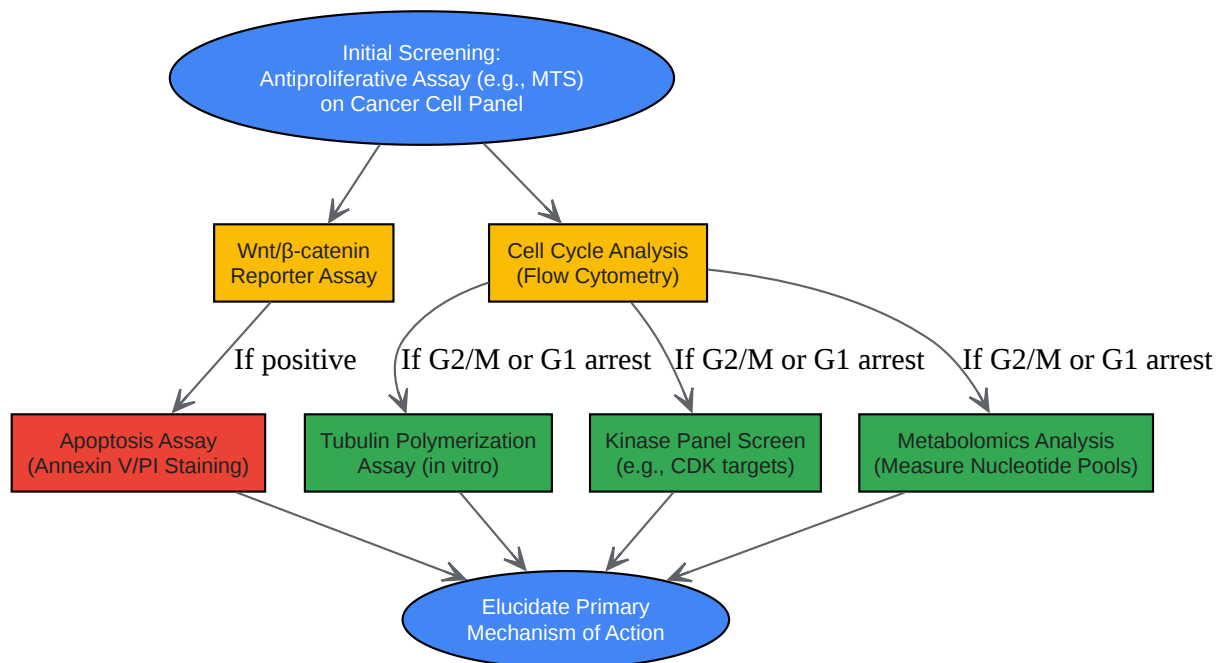 Initial Screening:
Antiproliferative Assay (e.g., MTS)
on Cancer Cell Panel
Wnt/β-catenin
Reporter Assay
Cell Cycle Analysis
(Flow Cytometry)
If positive
If G2/M or G1 arrest
If G2/M or G1 arrest
If G2/M or G1 arrest
Apoptosis Assay
(Annexin V/PI Staining)
Tubulin Polymerization
Assay (in vitro)
Kinase Panel Screen
(e.g., CDK targets)
Metabolomics Analysis
(Measure Nucleotide Pools)
Elucidate Primary
Mechanism of Action